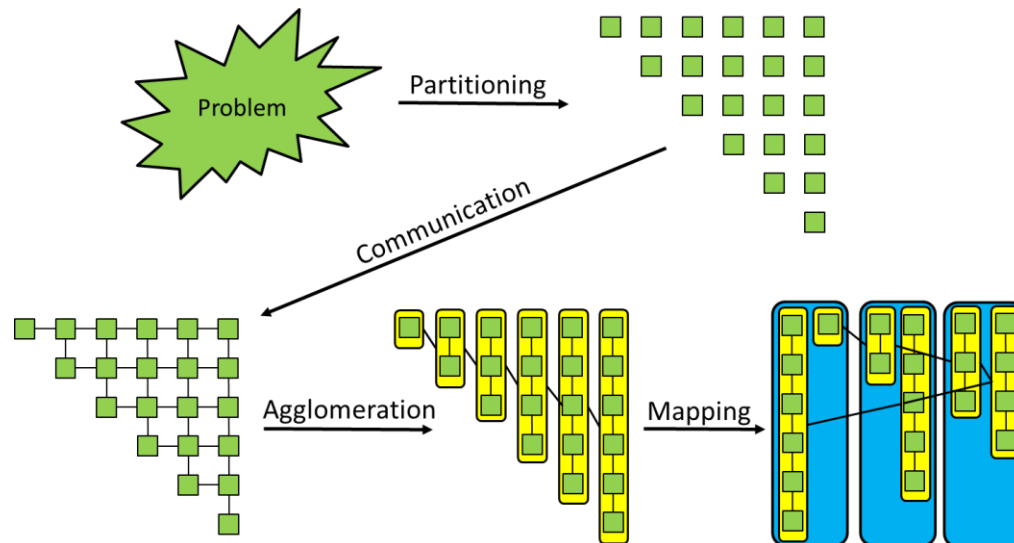 Problem
Partitioning
Communication
Agglomeration
Mapping